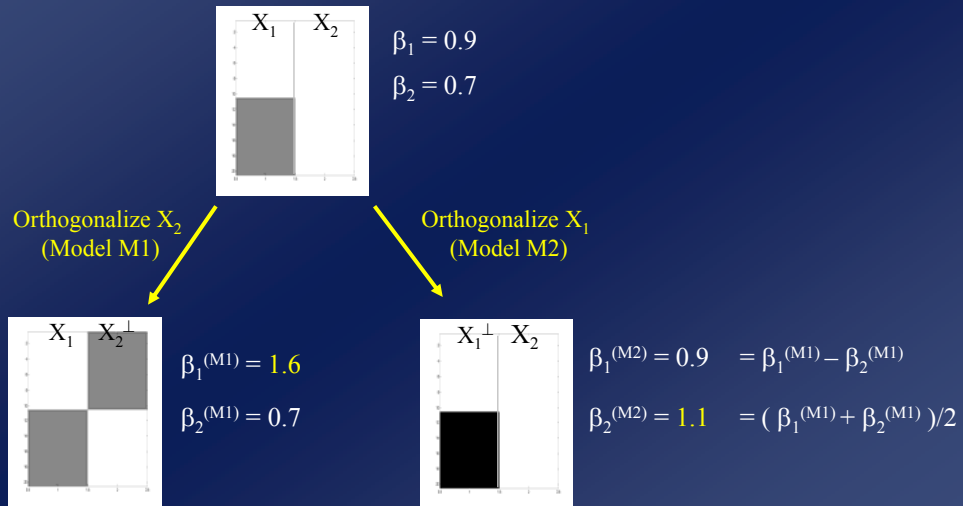 X₁ X₂
β₁ = 0.9
β₂ = 0.7
Orthogonalize X₂
(Model M1)
Orthogonalize X₁
(Model M2)
X₁ X₂⊥
β₁⁽ᴹ¹⁾ = 1.6
β₂⁽ᴹ¹⁾ = 0.7
X₁⊥ X₂
β₁⁽ᴹ²⁾ = 0.9 = β₁⁽ᴹ¹⁾ – β₂⁽ᴹ¹⁾
β₂⁽ᴹ²⁾ = 1.1 = ( β₁⁽ᴹ¹⁾ + β₂⁽ᴹ¹⁾ )/2